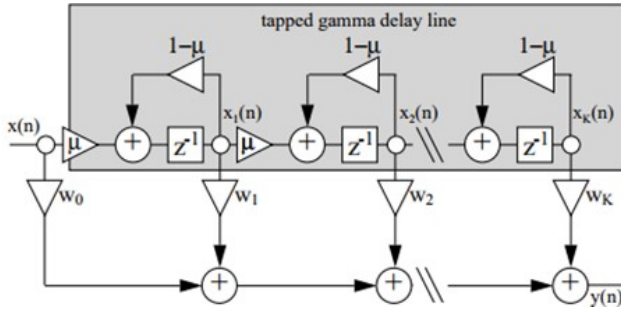 tapped gamma delay line
1−μ 1−μ 1−μ
x(n) x₁(n) x₂(n) x_K(n)
μ + z⁻¹ μ + z⁻¹ + z⁻¹
w₀ w₁ w₂ w_K
+ + +
y(n)